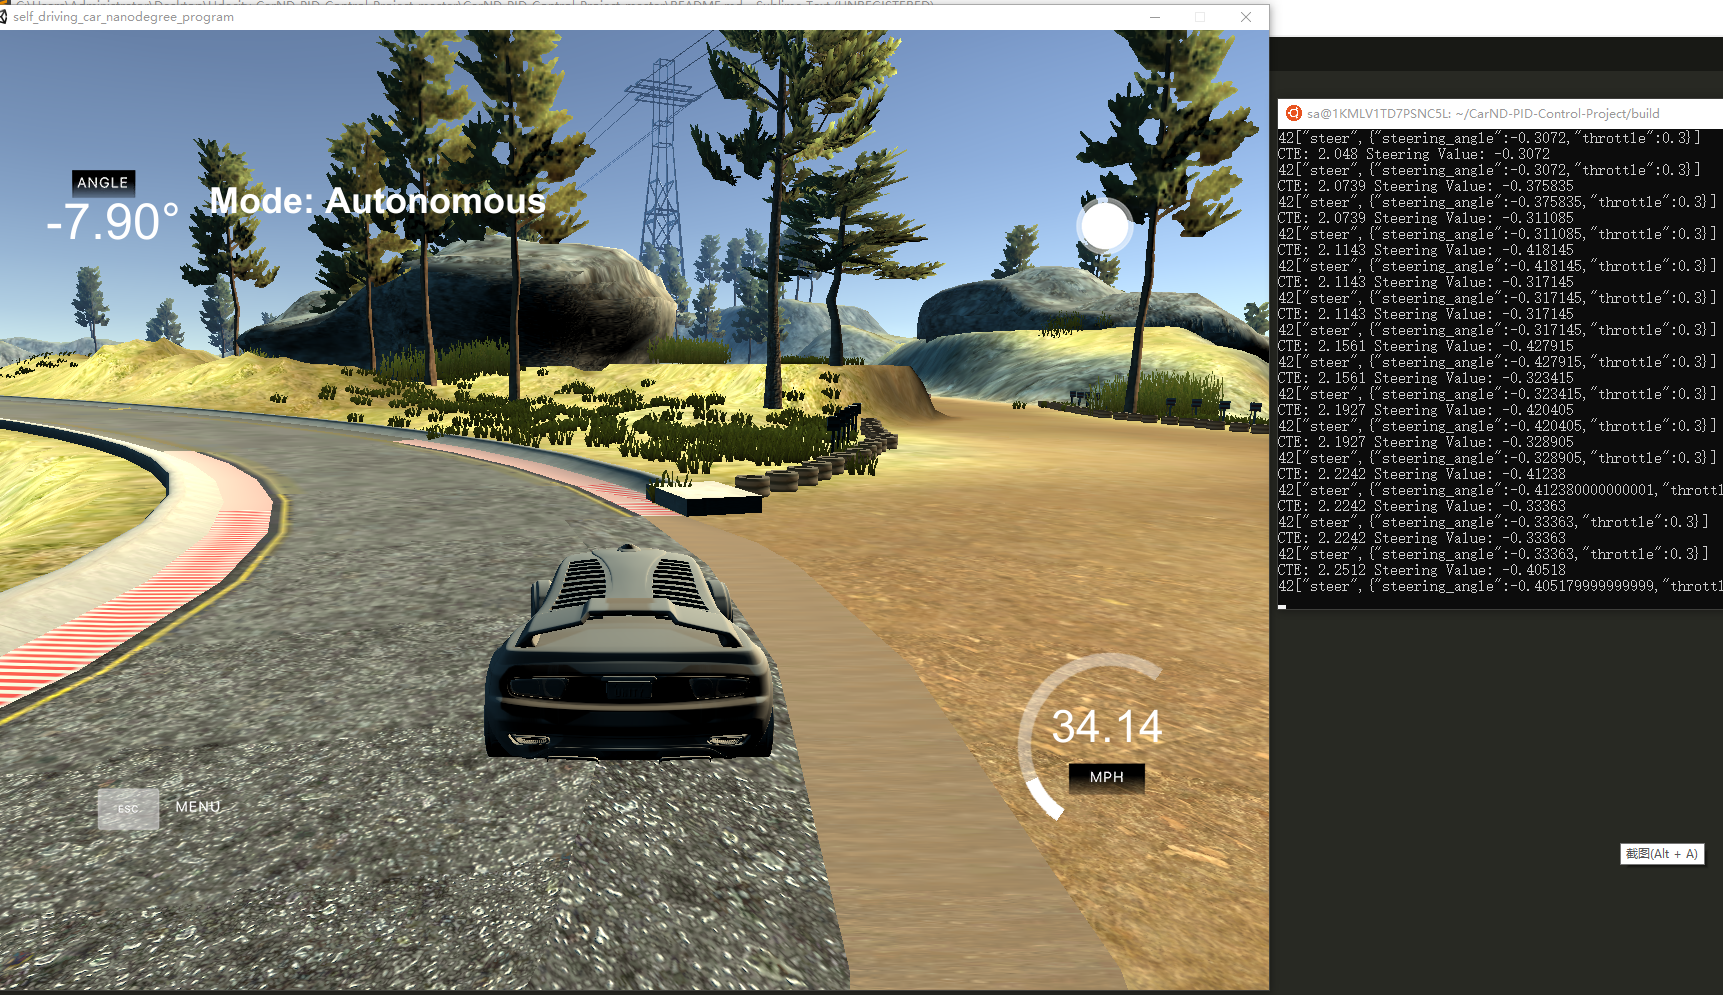 self_driving_car_nanodegree_program
ANGLE
-7.90°
Mode: Autonomous
34.14
MPH
ESC
MENU
sa@1KMLV1TD7PSNC5L: ~/CarND-PID-Control-Project/build
42["steer",{"steering_angle":-0.3072,"throttle":0.3}]
CTE: 2.048 Steering Value: -0.3072
42["steer",{"steering_angle":-0.3072,"throttle":0.3}]
CTE: 2.0739 Steering Value: -0.375835
42["steer",{"steering_angle":-0.375835,"throttle":0.3}]
CTE: 2.0739 Steering Value: -0.311085
42["steer",{"steering_angle":-0.311085,"throttle":0.3}]
CTE: 2.1143 Steering Value: -0.418145
42["steer",{"steering_angle":-0.418145,"throttle":0.3}]
CTE: 2.1143 Steering Value: -0.317145
42["steer",{"steering_angle":-0.317145,"throttle":0.3}]
CTE: 2.1143 Steering Value: -0.317145
42["steer",{"steering_angle":-0.317145,"throttle":0.3}]
CTE: 2.1561 Steering Value: -0.427915
42["steer",{"steering_angle":-0.427915,"throttle":0.3}]
CTE: 2.1561 Steering Value: -0.323415
42["steer",{"steering_angle":-0.323415,"throttle":0.3}]
CTE: 2.1927 Steering Value: -0.420405
42["steer",{"steering_angle":-0.420405,"throttle":0.3}]
CTE: 2.1927 Steering Value: -0.328905
42["steer",{"steering_angle":-0.328905,"throttle":0.3}]
CTE: 2.2242 Steering Value: -0.41238
42["steer",{"steering_angle":-0.412380000000001,"throttl
CTE: 2.2242 Steering Value: -0.33363
42["steer",{"steering_angle":-0.33363,"throttle":0.3}]
CTE: 2.2242 Steering Value: -0.33363
42["steer",{"steering_angle":-0.33363,"throttle":0.3}]
CTE: 2.2512 Steering Value: -0.40518
42["steer",{"steering_angle":-0.405179999999999,"throttl
截图(Alt + A)